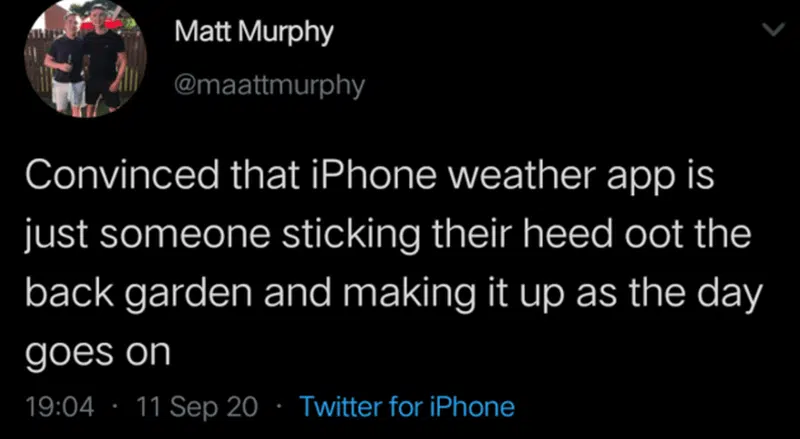 Matt Murphy
@maattmurphy
Convinced that iPhone weather app is
just someone sticking their heed oot the
back garden and making it up as the day
goes on
19:04 · 11 Sep 20 · Twitter for iPhone